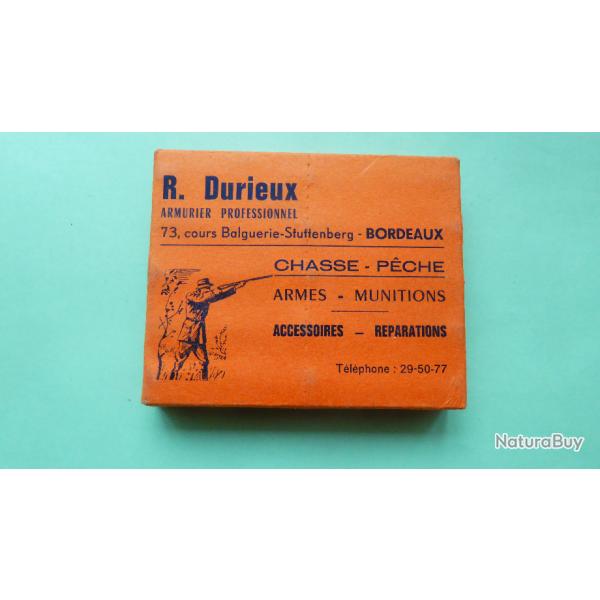 R. Durieux
ARMURIER PROFESSIONNEL
73, cours Balguerie-Stuttenberg - BORDEAUX
CHASSE - PÊCHE
ARMES - MUNITIONS
ACCESSOIRES - REPARATIONS
Téléphone : 29-50-77
NaturaBuy